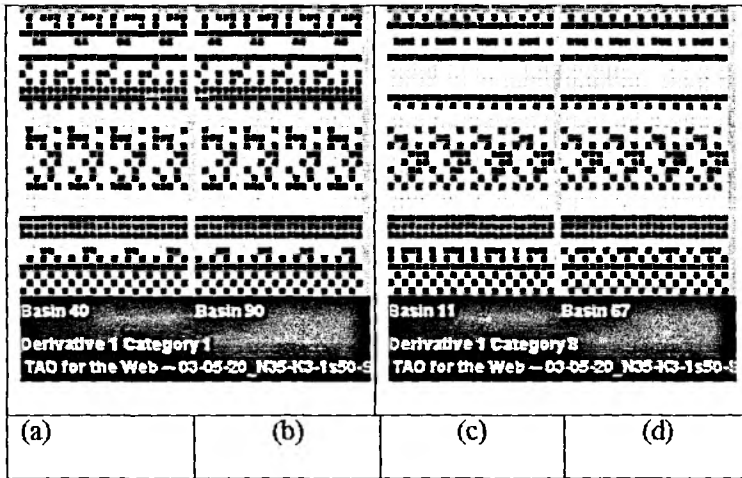 Basin 40 Basin 90
Derivative 1 Category 1
TAO for the Web – 03-05-20_N35-K3-1s50-S
Basin 11 Basin 67
Derivative 1 Category 8
TAO for the Web – 03-05-20_N35-K3-1s50-S
(a) (b) (c) (d)